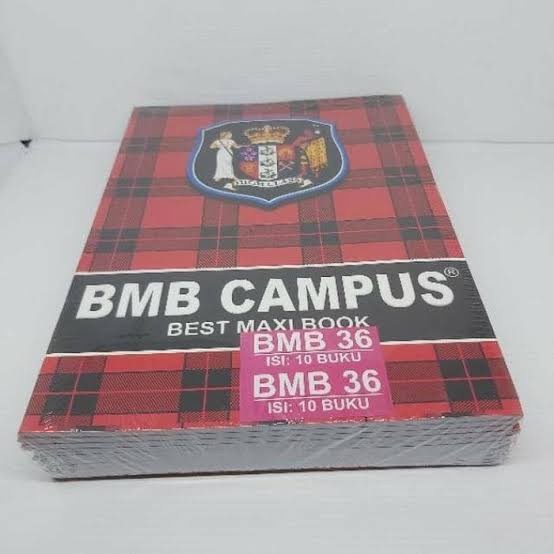 HIGH CLASS
BMB CAMPUS®
BEST MAXI BOOK
BMB 36
ISI: 10 BUKU
BMB 36
ISI: 10 BUKU